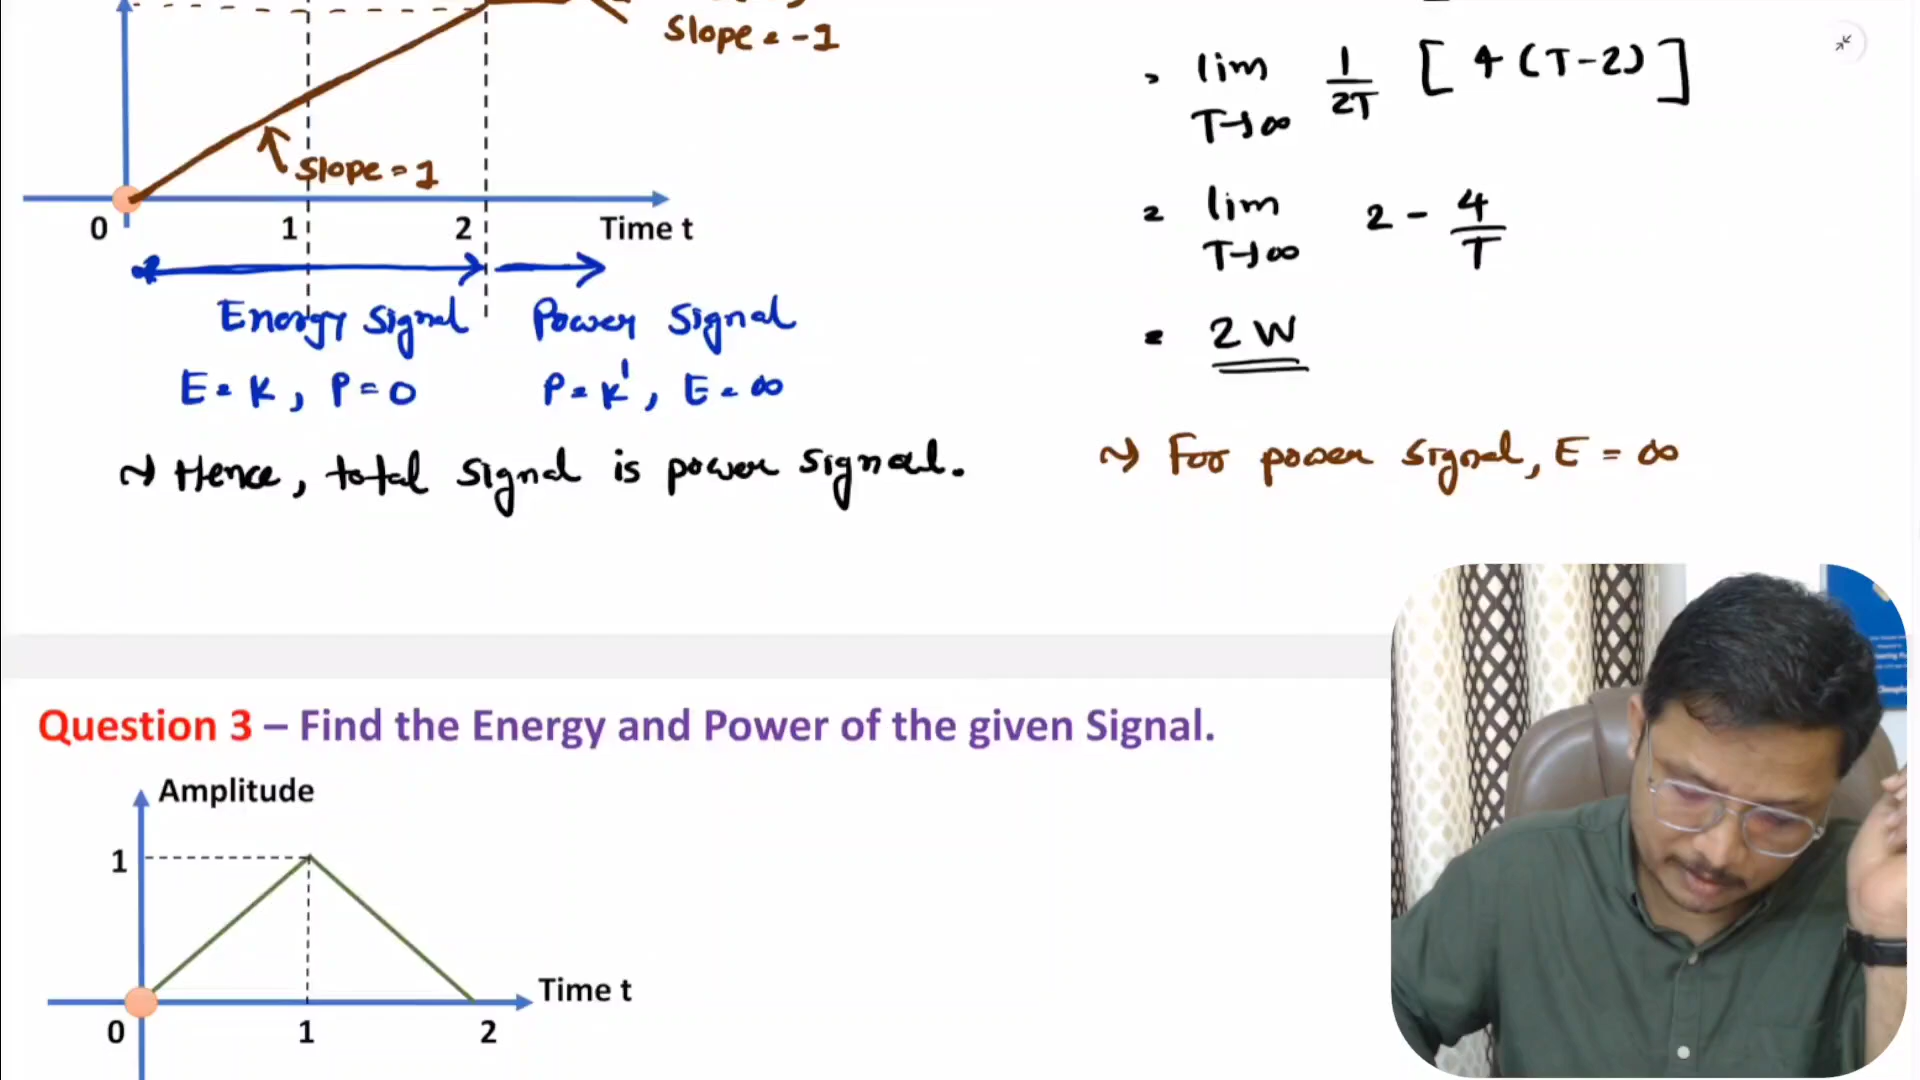 Slope = -1
Slope = 1
0
1
2
Time t
Energy Signal
Power Signal
E = K, P = 0
P = K', E = ∞
~> Hence, total signal is power signal.
= lim T→∞ 1/2T [ 4 (T-2) ]
= lim T→∞ 2 - 4/T
= 2 W
~> For power signal, E = ∞
Question 3 – Find the Energy and Power of the given Signal.
Amplitude
1
Time t
0
1
2